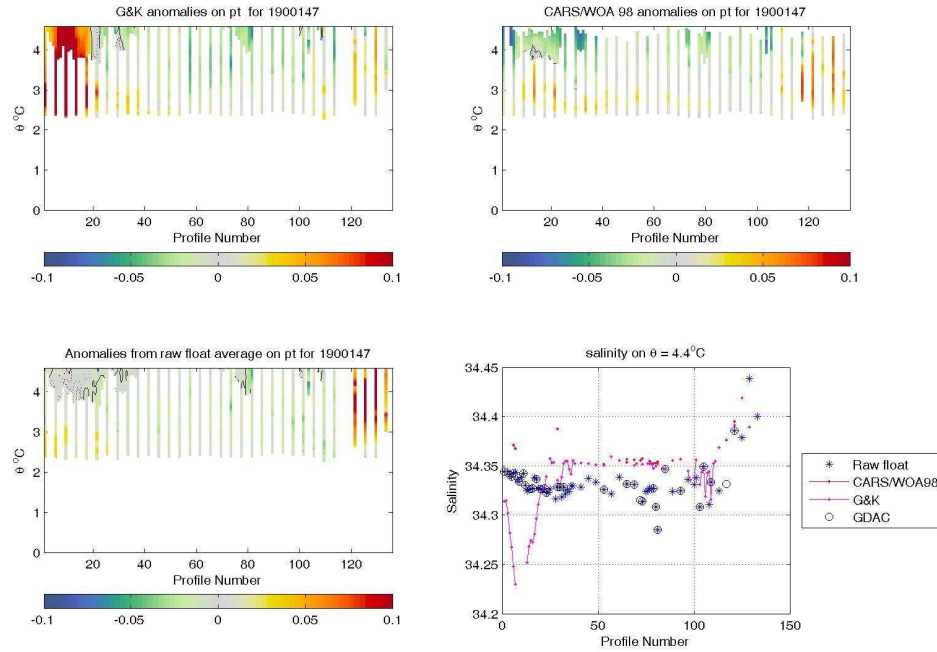 G&K anomalies on pt for 1900147
θ °C
4
3
2
1
0
20 40 60 80 100 120
Profile Number
-0.1 -0.05 0 0.05 0.1
CARS/WOA 98 anomalies on pt for 1900147
θ °C
4
3
2
1
0
20 40 60 80 100 120
Profile Number
-0.1 -0.05 0 0.05 0.1
Anomalies from raw float average on pt for 1900147
θ °C
4
3
2
1
0
20 40 60 80 100 120
Profile Number
-0.1 -0.05 0 0.05 0.1
salinity on θ = 4.4°C
Salinity
34.45
34.4
34.35
34.3
34.25
34.2
0 50 100 150
Profile Number
Raw float
CARS/WOA98
G&K
GDAC